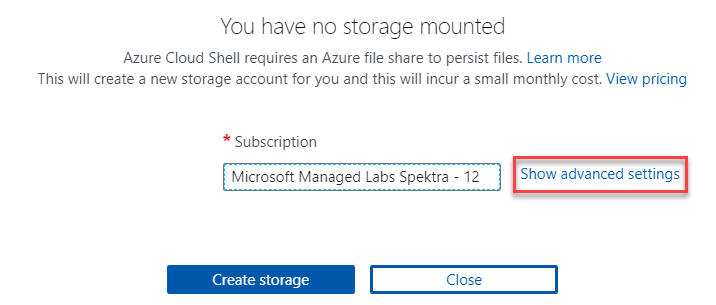 You have no storage mounted
Azure Cloud Shell requires an Azure file share to persist files. Learn more
This will create a new storage account for you and this will incur a small monthly cost. View pricing
* Subscription
Microsoft Managed Labs Spektra - 12
Show advanced settings
Create storage
Close